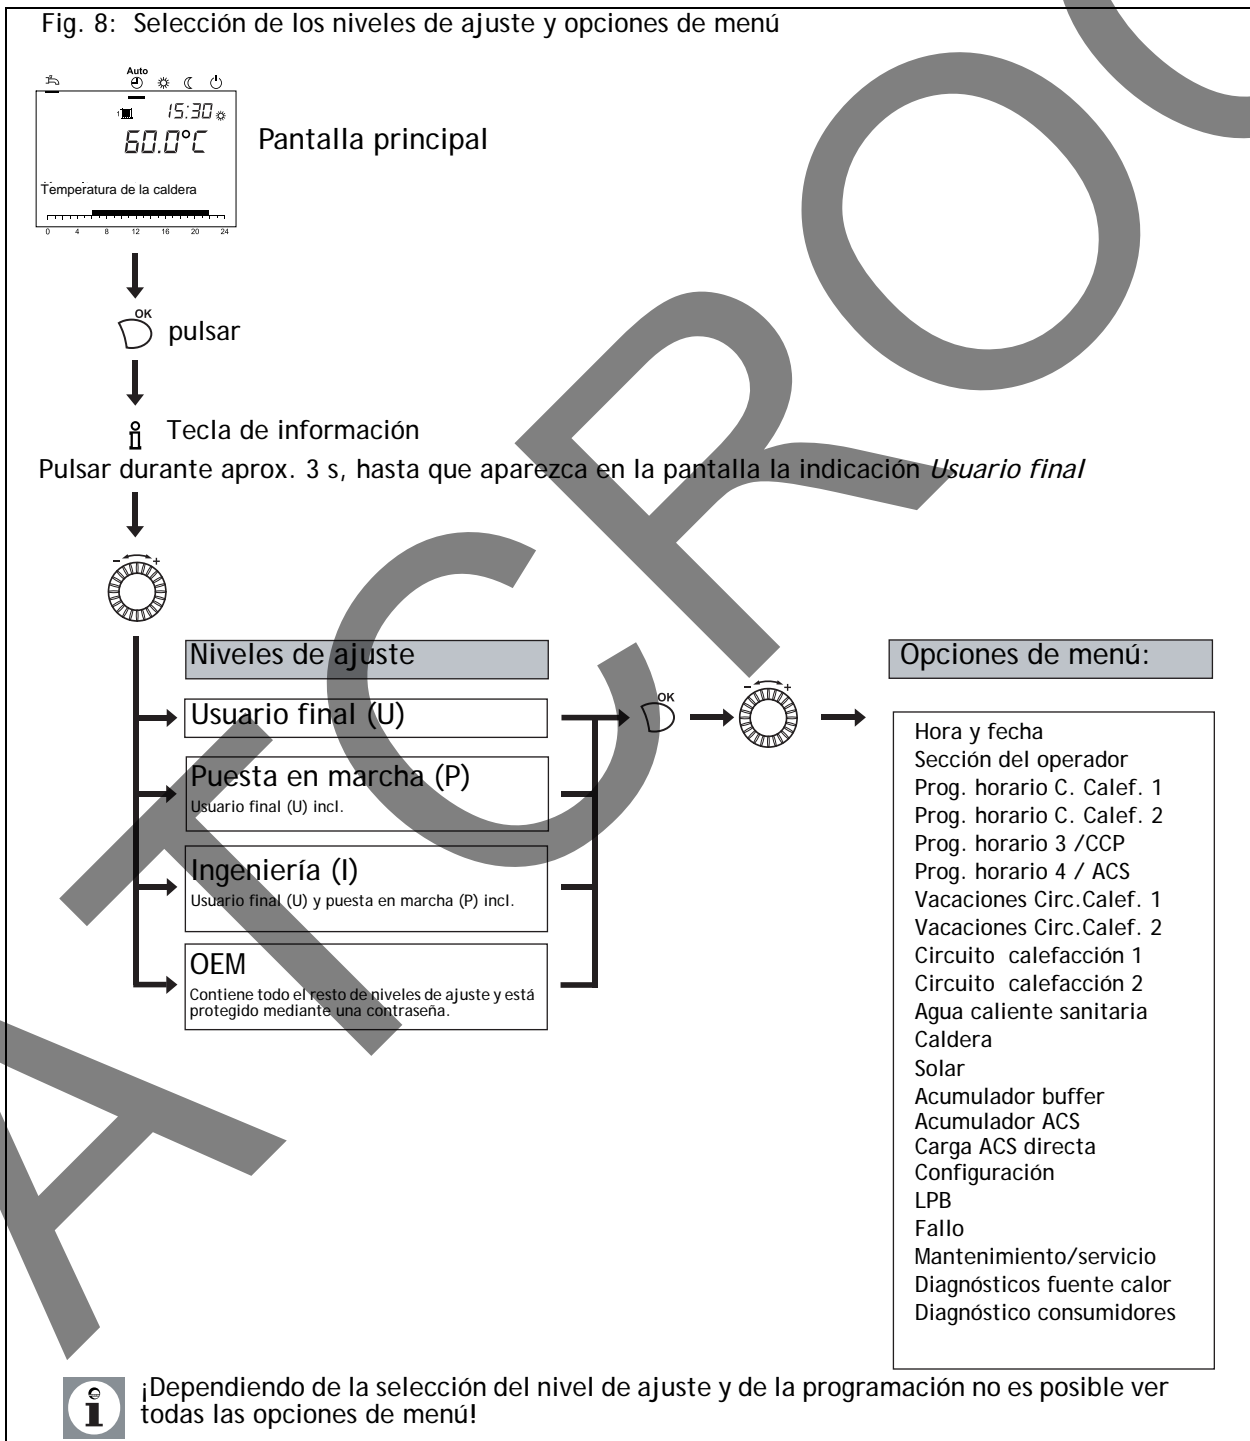 Fig. 8: Selección de los niveles de ajuste y opciones de menú
Auto
15:30
1
60.0°C
Pantalla principal
Temperatura de la caldera
0 4 8 12 16 20 24
OK
pulsar
Tecla de información
Pulsar durante aprox. 3 s, hasta que aparezca en la pantalla la indicación Usuario final
- +
Niveles de ajuste
Usuario final (U)
Puesta en marcha (P)
Usuario final (U) incl.
Ingeniería (I)
Usuario final (U) y puesta en marcha (P) incl.
OEM
Contiene todo el resto de niveles de ajuste y está
protegido mediante una contraseña.
OK
- +
Opciones de menú:
Hora y fecha
Sección del operador
Prog. horario C. Calef. 1
Prog. horario C. Calef. 2
Prog. horario 3 /CCP
Prog. horario 4 / ACS
Vacaciones Circ.Calef. 1
Vacaciones Circ.Calef. 2
Circuito calefacción 1
Circuito calefacción 2
Agua caliente sanitaria
Caldera
Solar
Acumulador buffer
Acumulador ACS
Carga ACS directa
Configuración
LPB
Fallo
Mantenimiento/servicio
Diagnósticos fuente calor
Diagnóstico consumidores
¡Dependiendo de la selección del nivel de ajuste y de la programación no es posible ver
todas las opciones de menú!
ATCRO